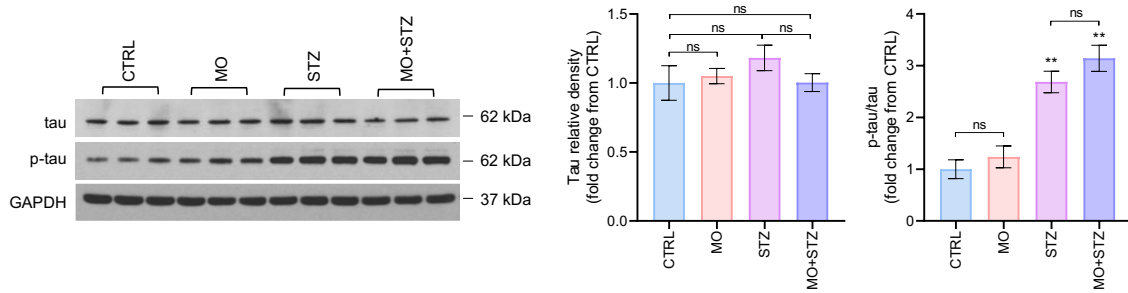 CTRL
MO
STZ
MO+STZ
tau
62 kDa
p-tau
62 kDa
GAPDH
37 kDa
Tau relative density
(fold change from CTRL)
1.5
1.0
0.5
0.0
ns
ns
ns
ns
CTRL
MO
STZ
MO+STZ
p-tau/tau
(fold change from CTRL)
4
3
2
1
0
ns
**
**
ns
CTRL
MO
STZ
MO+STZ